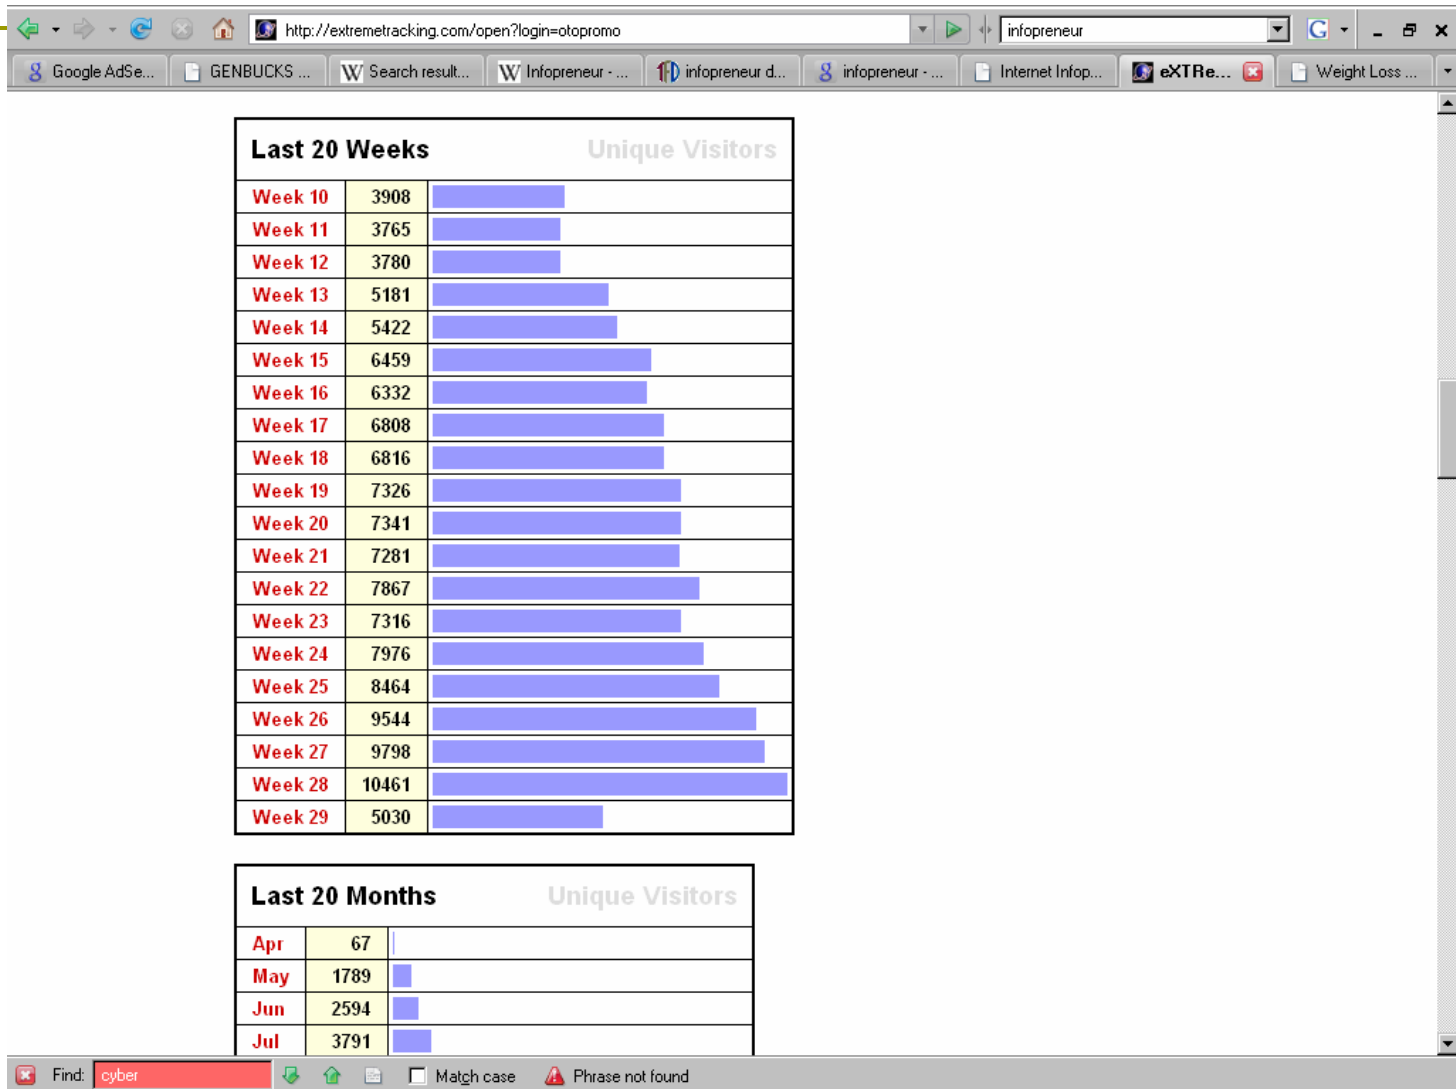 http://extremetracking.com/open?login=otopromo infopreneur
Google AdSe... GENBUCKS ... Search result... Infopreneur - ... infopreneur d... infopreneur - ... Internet Infop... eXTRe... Weight Loss ...
Last 20 Weeks Unique Visitors
Week 10 3908
Week 11 3765
Week 12 3780
Week 13 5181
Week 14 5422
Week 15 6459
Week 16 6332
Week 17 6808
Week 18 6816
Week 19 7326
Week 20 7341
Week 21 7281
Week 22 7867
Week 23 7316
Week 24 7976
Week 25 8464
Week 26 9544
Week 27 9798
Week 28 10461
Week 29 5030
Last 20 Months Unique Visitors
Apr 67
May 1789
Jun 2594
Jul 3791
Find: cyber Match case Phrase not found